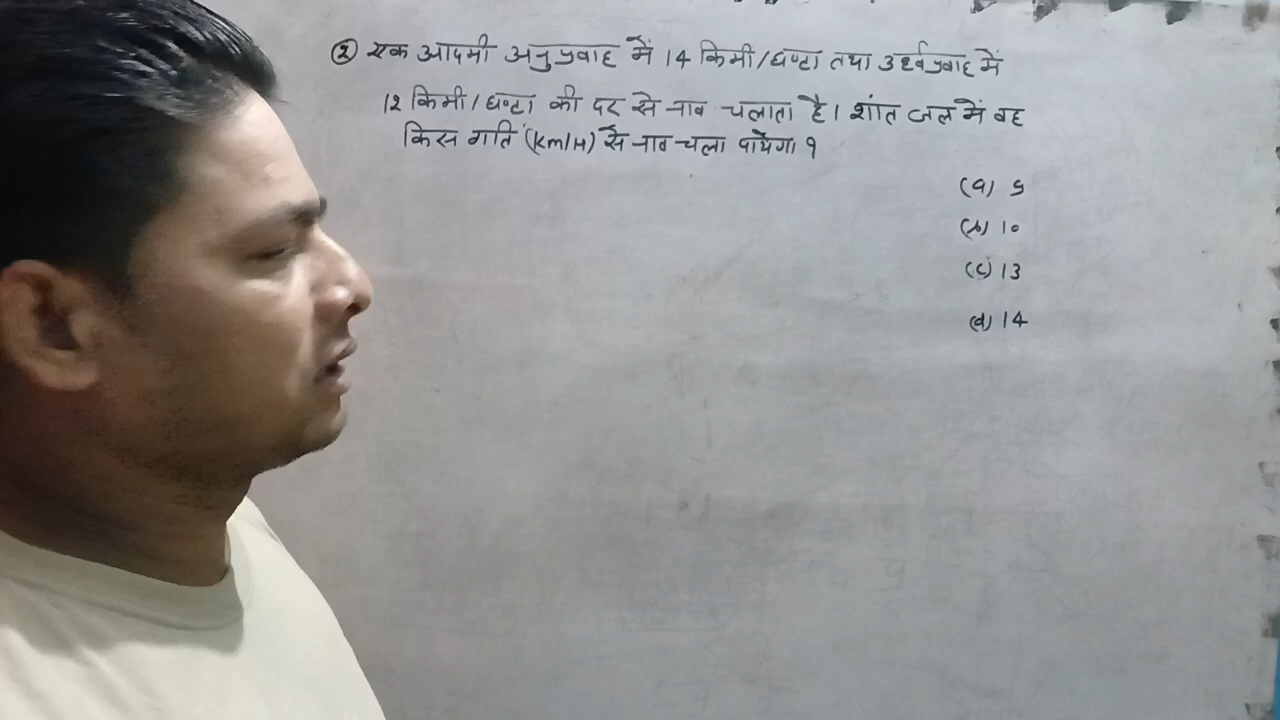 ② एक आदमी अनुप्रवाह में 14 किमी/घण्टा तथा उर्ध्वप्रवाह में
12 किमी/घण्टा की दर से नाव चलाता है। शांत जल में वह
किस गति (km/H) से नाव चला पायेगा ?
(a) 9
(b) 10
(c) 13
(d) 14